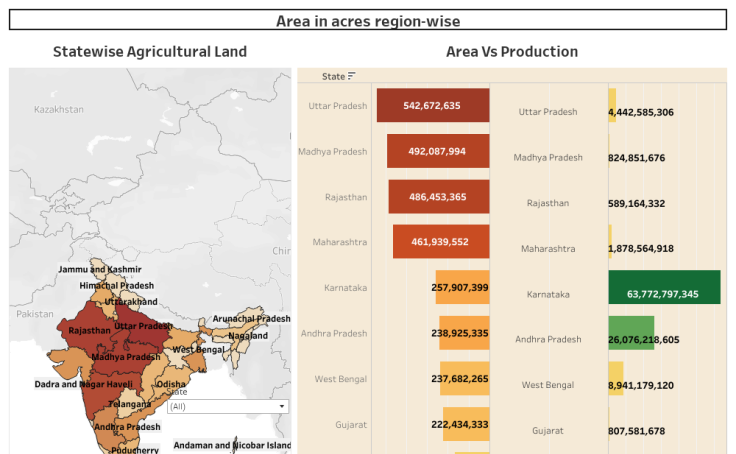 Area in acres region-wise
Statewise Agricultural Land
Area Vs Production
Kazakhstan
Pakistan
Jammu and Kashmir
Himachal Pradesh
Uttarakhand
Arunachal Pradesh
Rajasthan
Uttar Pradesh
Nagaland
West Bengal
Madhya Pradesh
Dadra and Nagar Haveli
Odisha
State
(All)
Telangana
Andhra Pradesh
Andaman and Nicobar Island
Puducherry
State
Uttar Pradesh 542,672,635 Uttar Pradesh 4,442,585,306
Madhya Pradesh 492,087,994 Madhya Pradesh 824,851,676
Rajasthan 486,453,365 Rajasthan 589,164,332
Maharashtra 461,939,552 Maharashtra 1,878,564,918
Karnataka 257,907,399 Karnataka 63,772,797,345
Andhra Pradesh 238,925,335 Andhra Pradesh 26,076,218,605
West Bengal 237,682,265 West Bengal 8,941,179,120
Gujarat 222,434,333 Gujarat 807,581,678